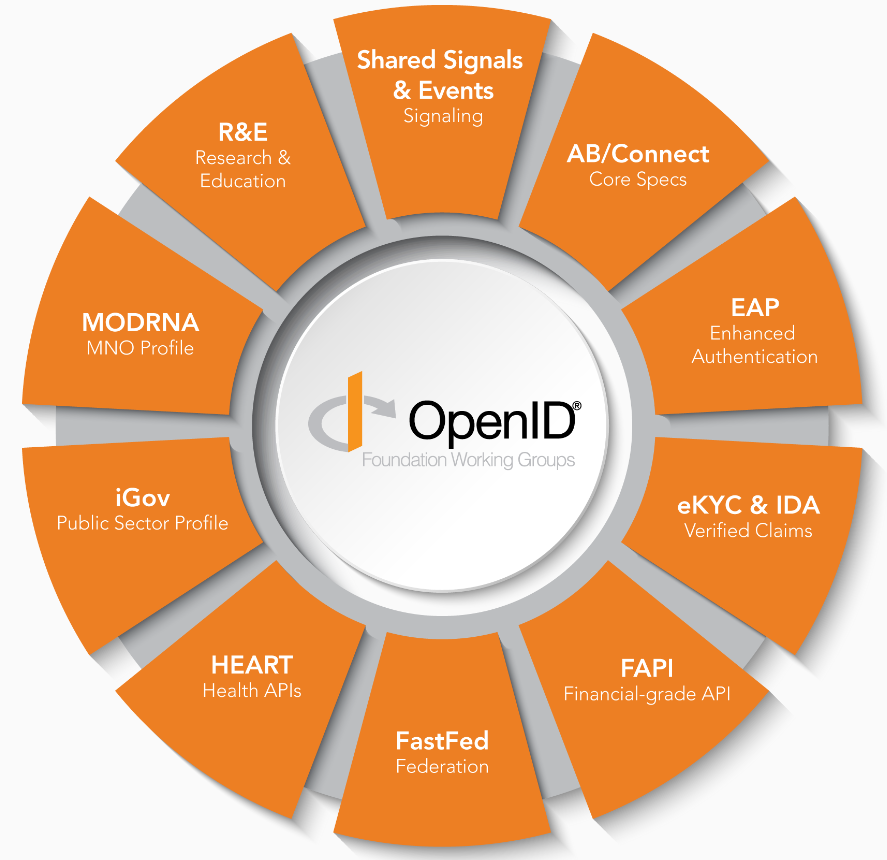 Shared Signals
& Events
Signaling
AB/Connect
Core Specs
EAP
Enhanced
Authentication
eKYC & IDA
Verified Claims
FAPI
Financial-grade API
FastFed
Federation
HEART
Health APIs
iGov
Public Sector Profile
MODRNA
MNO Profile
R&E
Research &
Education
OpenID®
Foundation Working Groups